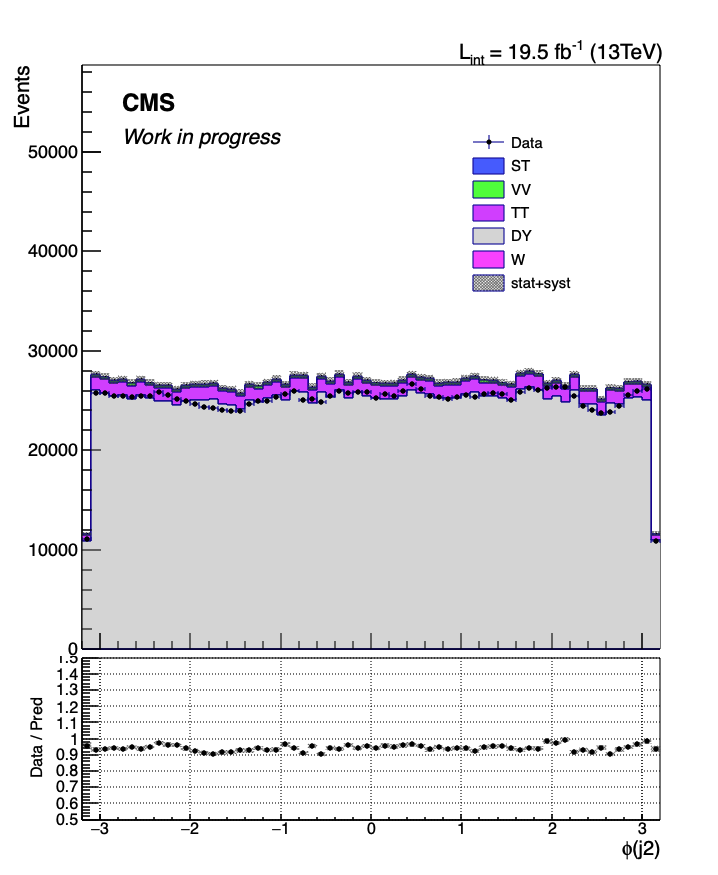 L_int = 19.5 fb^-1 (13TeV)
Events
CMS
Work in progress
Data
ST
VV
TT
DY
W
stat+syst
50000
40000
30000
20000
10000
0
1.5
1.4
1.3
1.2
1.1
1
0.9
0.8
0.7
0.6
0.5
Data / Pred
−3 −2 −1 0 1 2 3
ϕ(j2)